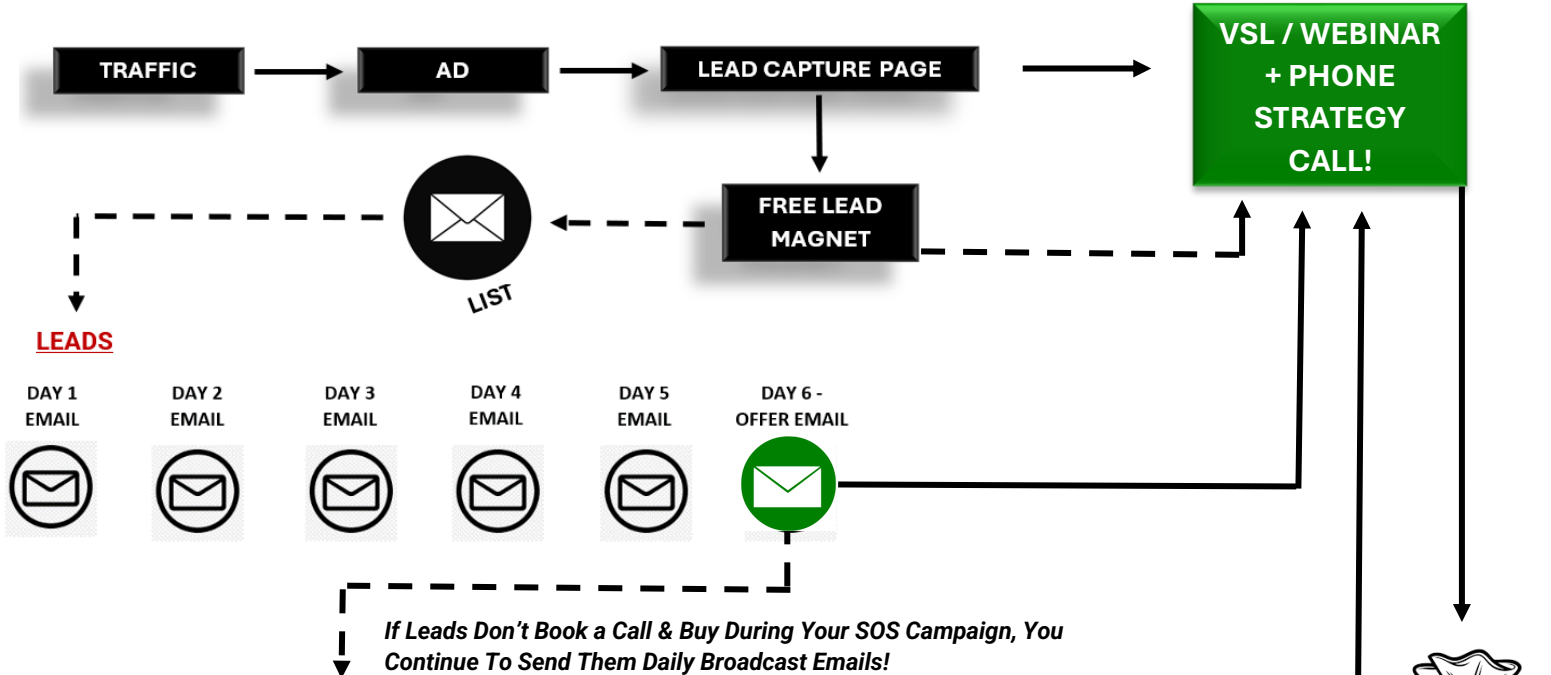 TRAFFIC
AD
LEAD CAPTURE PAGE
VSL / WEBINAR
+ PHONE
STRATEGY
CALL!
FREE LEAD
MAGNET
LIST
LEADS
DAY 1
EMAIL
DAY 2
EMAIL
DAY 3
EMAIL
DAY 4
EMAIL
DAY 5
EMAIL
DAY 6 -
OFFER EMAIL
If Leads Don’t Book a Call & Buy During Your SOS Campaign, You
Continue To Send Them Daily Broadcast Emails!